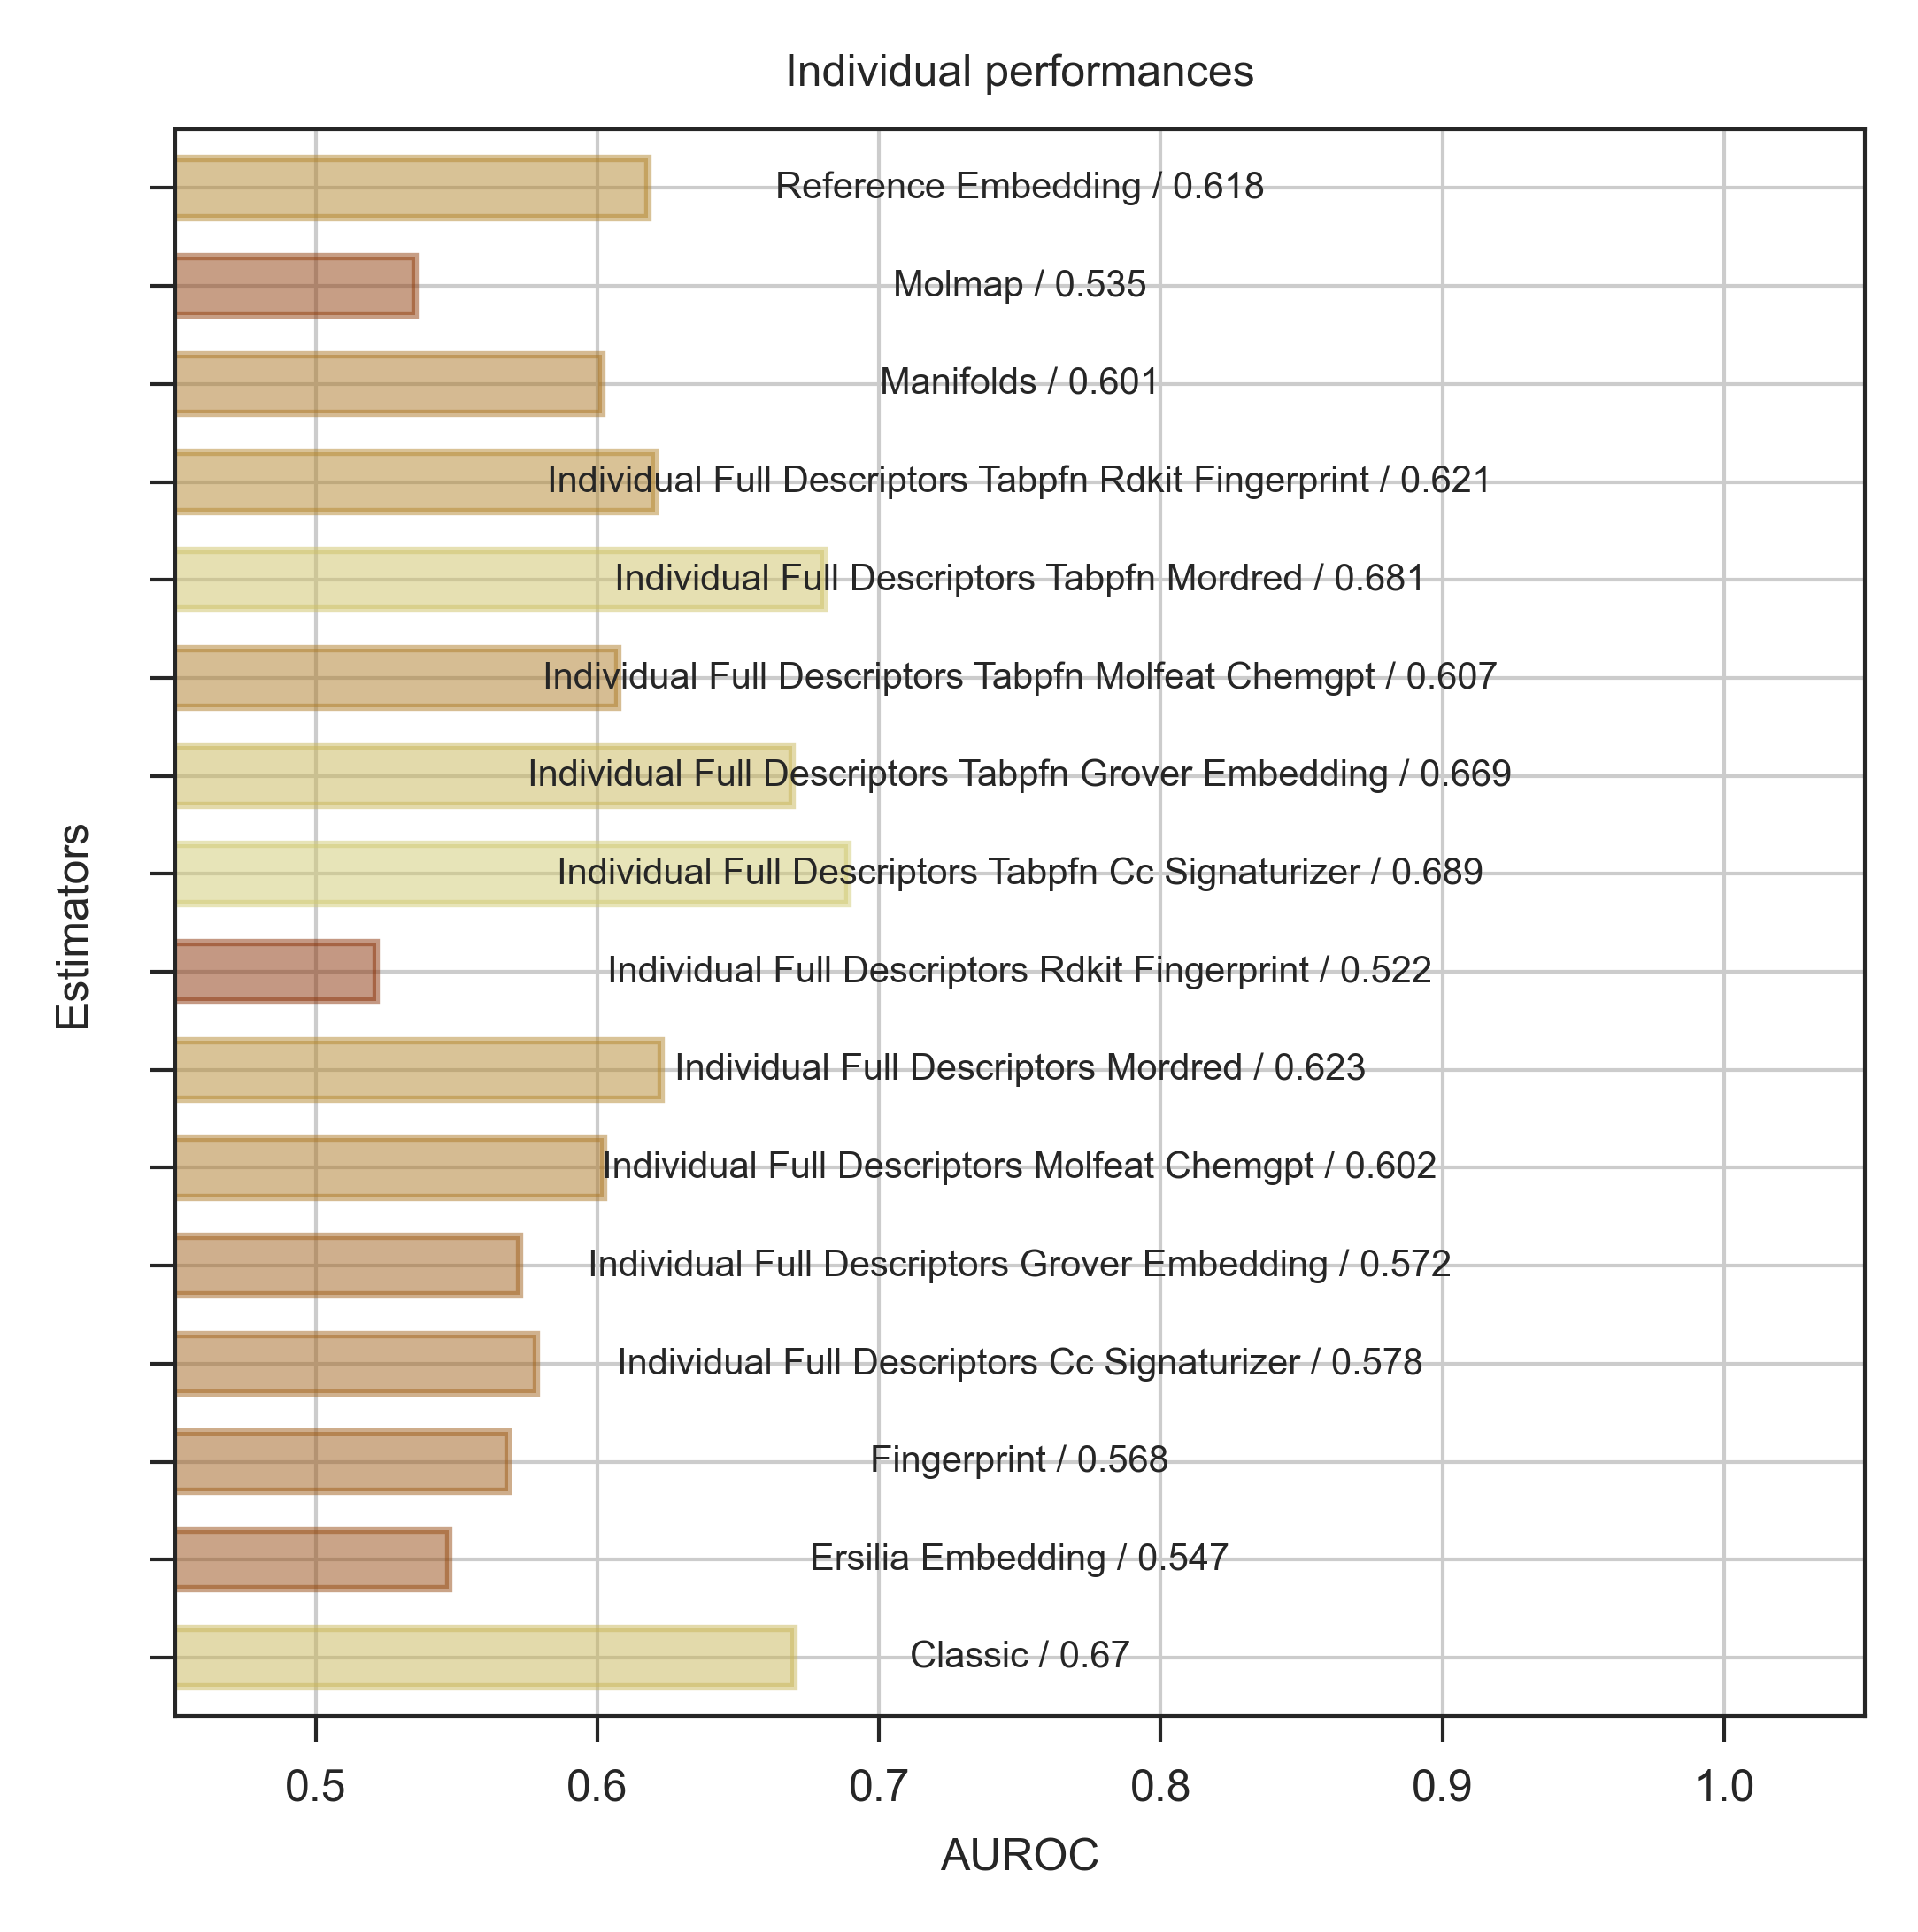 Individual performances
Reference Embedding / 0.618
Molmap / 0.535
Manifolds / 0.601
Individual Full Descriptors Tabpfn Rdkit Fingerprint / 0.621
Individual Full Descriptors Tabpfn Mordred / 0.681
Individual Full Descriptors Tabpfn Molfeat Chemgpt / 0.607
Individual Full Descriptors Tabpfn Grover Embedding / 0.669
Individual Full Descriptors Tabpfn Cc Signaturizer / 0.689
Individual Full Descriptors Rdkit Fingerprint / 0.522
Individual Full Descriptors Mordred / 0.623
Individual Full Descriptors Molfeat Chemgpt / 0.602
Individual Full Descriptors Grover Embedding / 0.572
Individual Full Descriptors Cc Signaturizer / 0.578
Fingerprint / 0.568
Ersilia Embedding / 0.547
Classic / 0.67
Estimators
0.5 0.6 0.7 0.8 0.9 1.0
AUROC